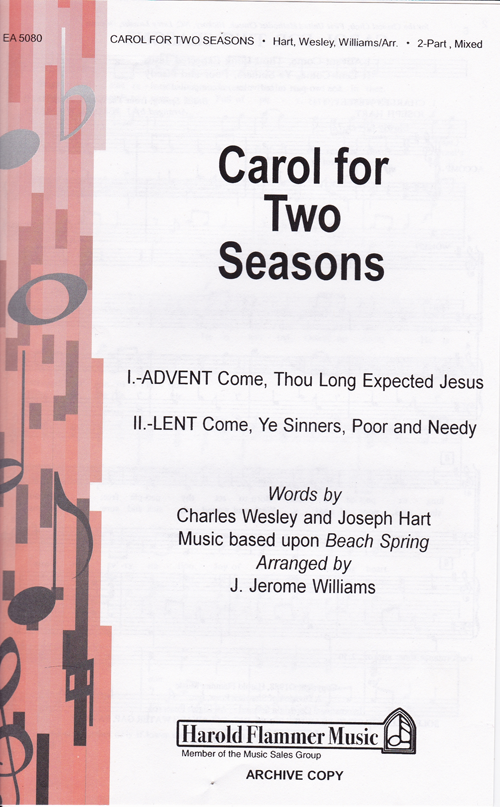 EA 5080
CAROL FOR TWO SEASONS • Hart, Wesley, Williams/Arr. • 2-Part , Mixed
Carol for
Two
Seasons
I.-ADVENT Come, Thou Long Expected Jesus
II.-LENT Come, Ye Sinners, Poor and Needy
Words by
Charles Wesley and Joseph Hart
Music based upon Beach Spring
Arranged by
J. Jerome Williams
Harold Flammer Music
Member of the Music Sales Group
ARCHIVE COPY